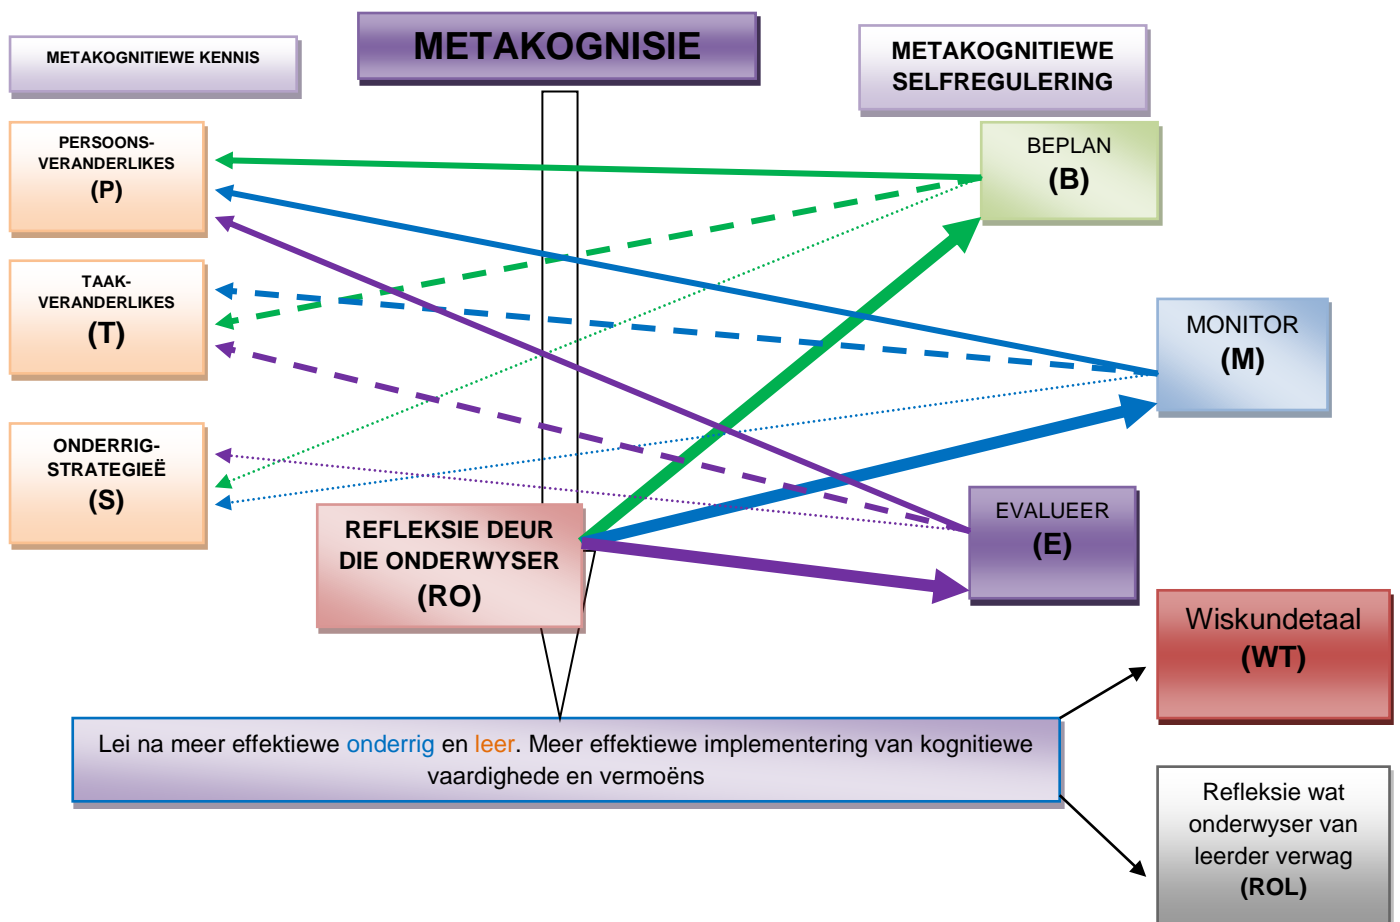 METAKOGNISIE
METAKOGNITIEWE KENNIS
METAKOGNITIEWE
SELFREGULERING
PERSOONS-
VERANDERLIKES
(P)
BEPLAN
(B)
TAAK-
VERANDERLIKES
(T)
MONITOR
(M)
ONDERRIG-
STRATEGIEË
(S)
REFLEKSIE DEUR
DIE ONDERWYSER
(RO)
EVALUEER
(E)
Wiskundetaal
(WT)
Lei na meer effektiewe onderrig en leer. Meer effektiewe implementering van kognitiewe
vaardighede en vermoëns
Refleksie wat
onderwyser van
leerder verwag
(ROL)